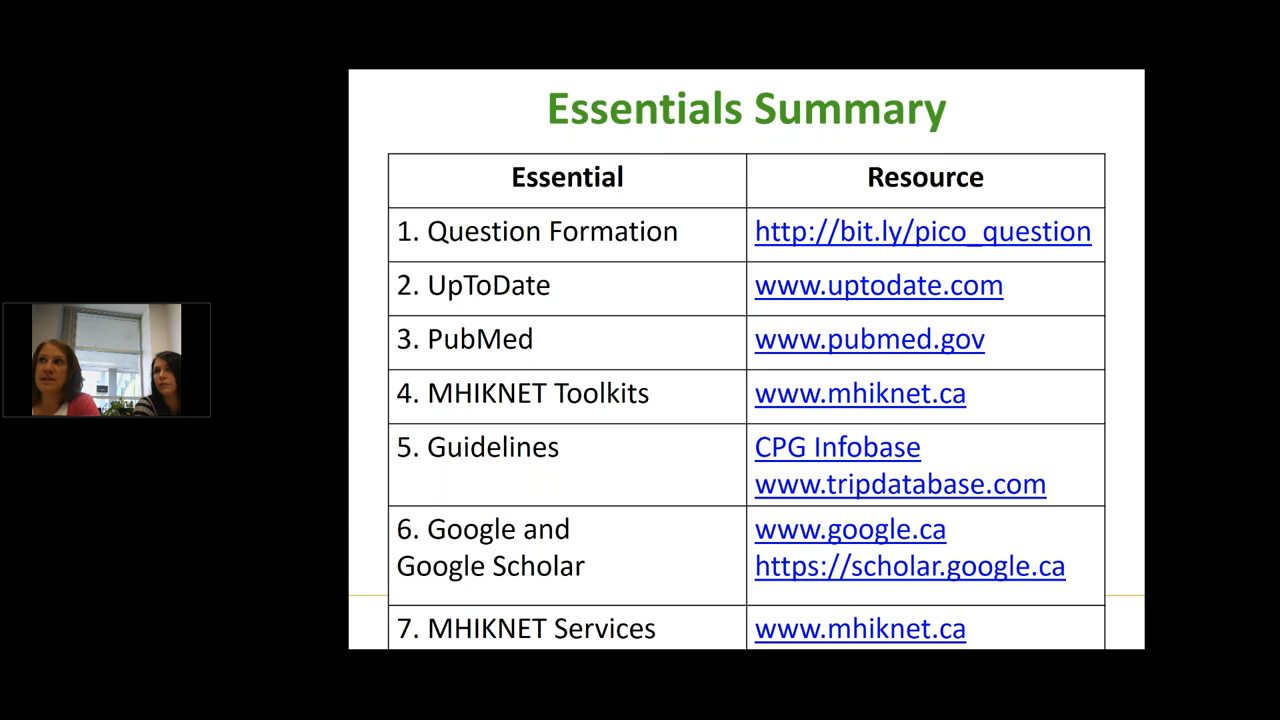 Essentials Summary
Essential
Resource
1. Question Formation
http://bit.ly/pico_question
2. UpToDate
www.uptodate.com
3. PubMed
www.pubmed.gov
4. MHIKNET Toolkits
www.mhiknet.ca
5. Guidelines
CPG Infobase
www.tripdatabase.com
6. Google and
Google Scholar
www.google.ca
https://scholar.google.ca
7. MHIKNET Services
www.mhiknet.ca